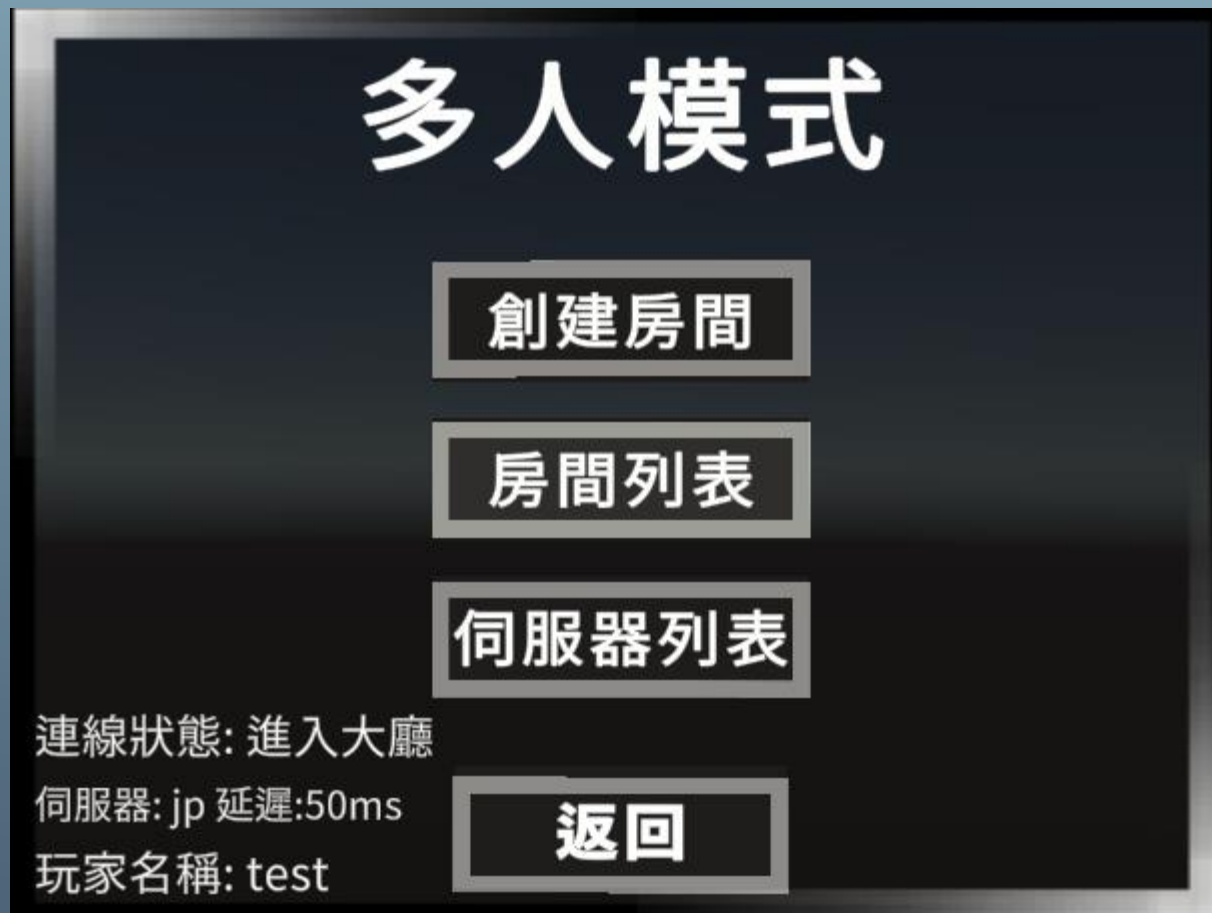 多人模式
創建房間
房間列表
伺服器列表
連線狀態: 進入大廳
伺服器: jp 延遲:50ms
玩家名稱: test
返回